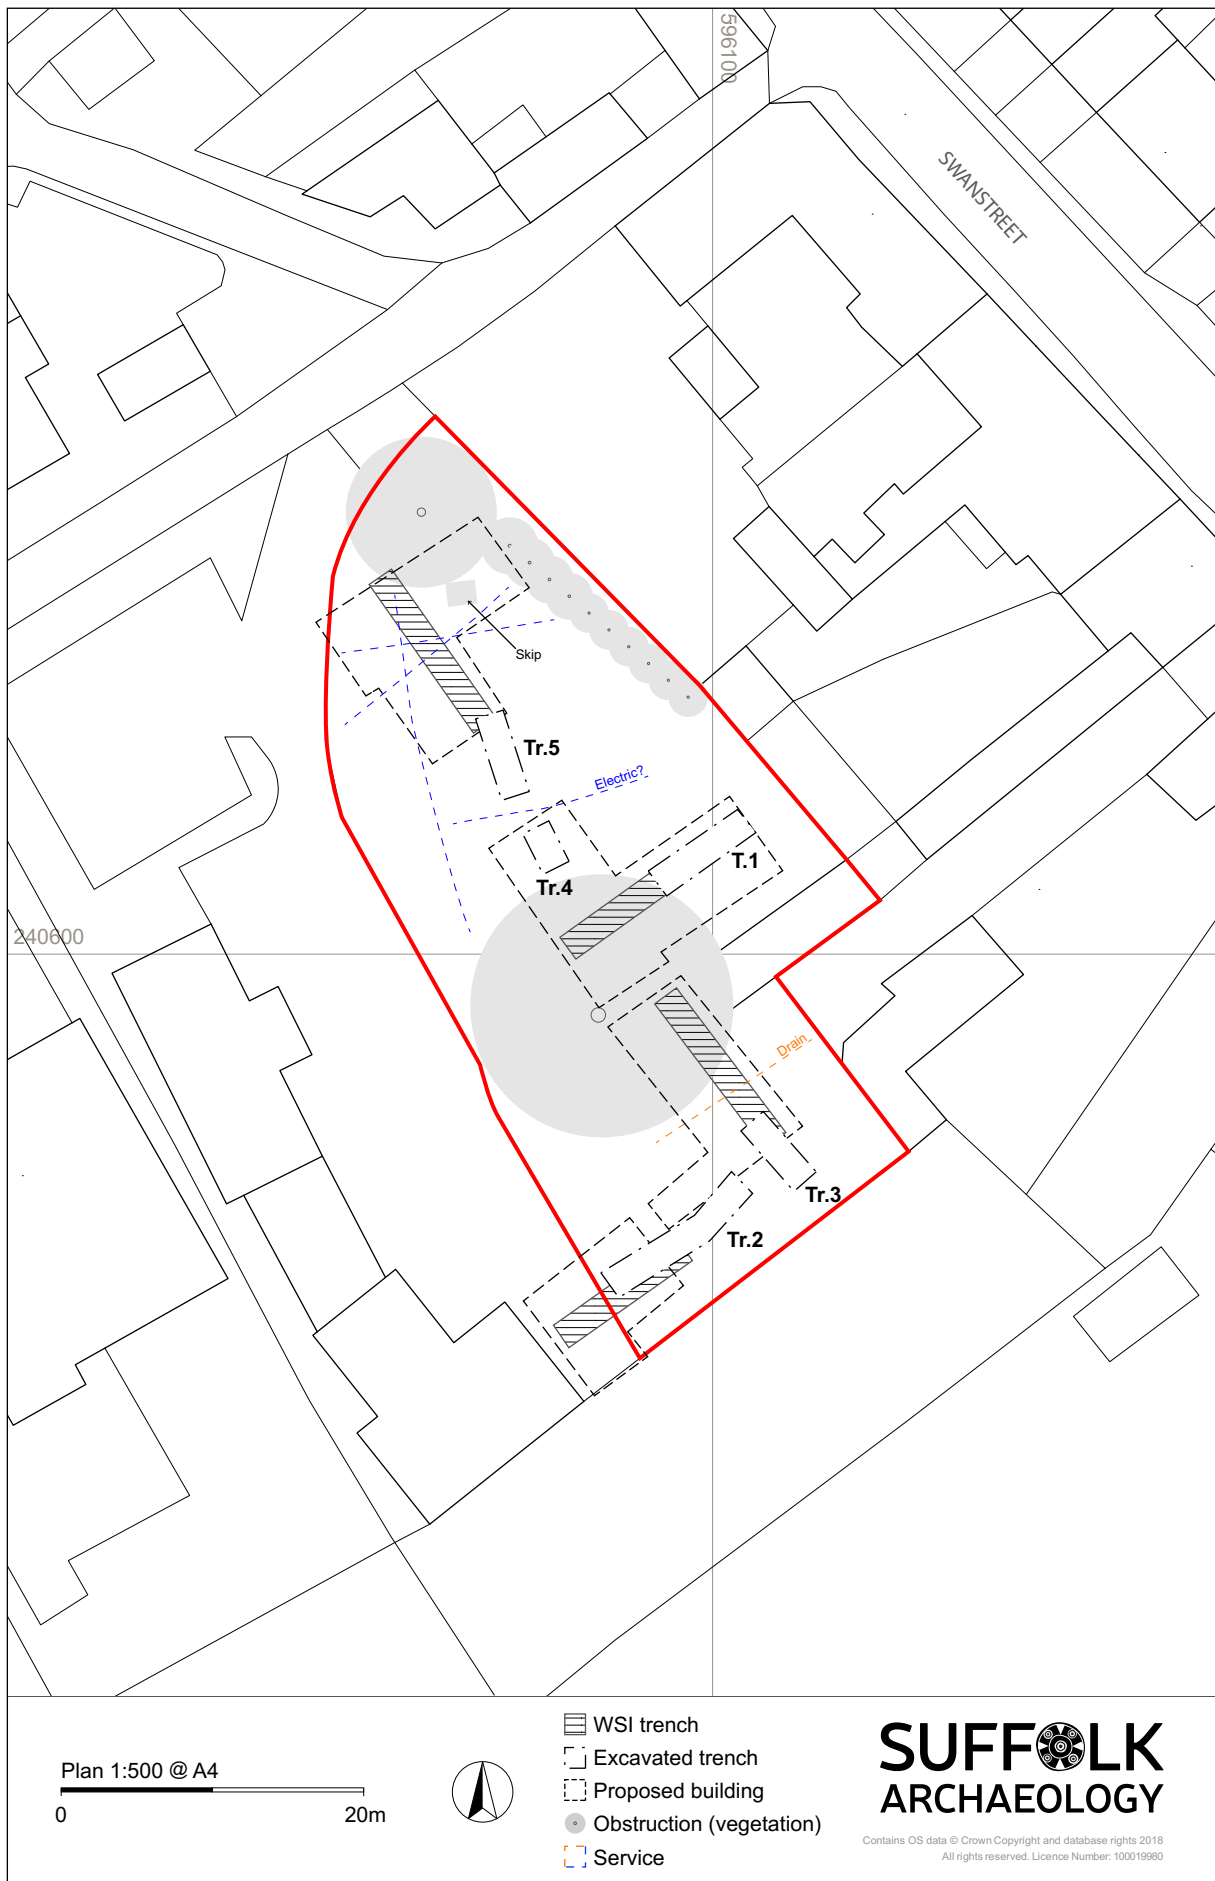 596100
SWANSTREET
Skip
Tr.5
Electric?
T.1
Tr.4
240600
Drain
Tr.3
Tr.2
Plan 1:500 @ A4
0 20m
WSI trench
Excavated trench
Proposed building
Obstruction (vegetation)
Service
SUFFOLK
ARCHAEOLOGY
Contains OS data © Crown Copyright and database rights 2018
All rights reserved. Licence Number: 100019980